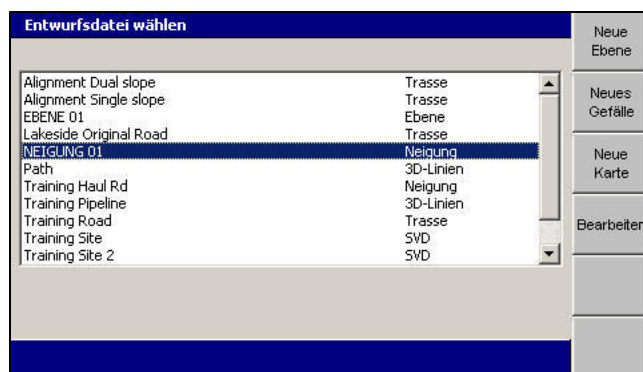 Entwurfsdatei wählen
Alignment Dual slope Trasse
Alignment Single slope Trasse
EBENE 01 Ebene
Lakeside Original Road Trasse
NEIGUNG 01 Neigung
Path 3D-Linien
Training Haul Rd Neigung
Training Pipeline 3D-Linien
Training Road Trasse
Training Site SVD
Training Site 2 SVD
Neue
Ebene
Neues
Gefälle
Neue
Karte
Bearbeiten